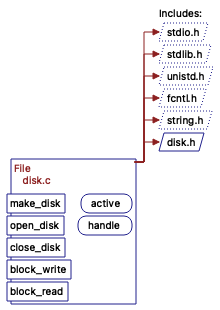 Includes:
stdio.h
stdlib.h
unistd.h
fcntl.h
string.h
disk.h
File
disk.c
make_disk
active
open_disk
handle
close_disk
block_write
block_read